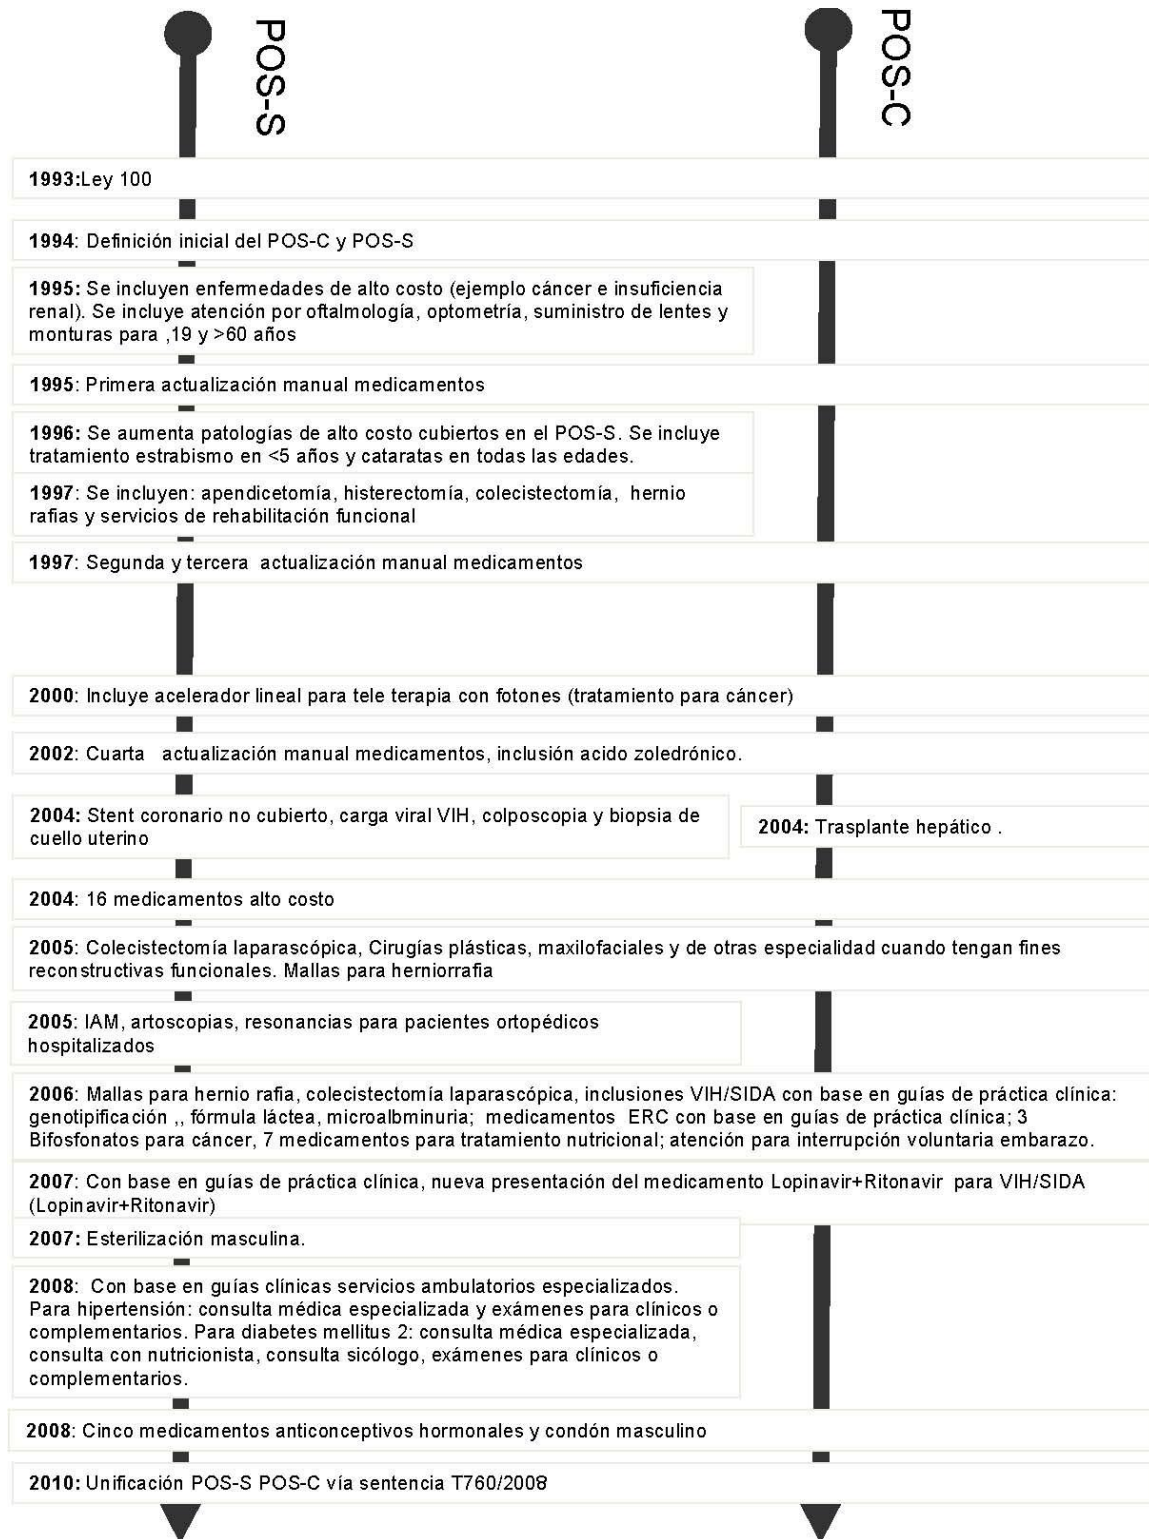 POS-S
POS-C
1993:Ley 100
1994: Definición inicial del POS-C y POS-S
1995: Se incluyen enfermedades de alto costo (ejemplo cáncer e insuficiencia
renal). Se incluye atención por oftalmología, optometría, suministro de lentes y
monturas para ,19 y >60 años
1995: Primera actualización manual medicamentos
1996: Se aumenta patologías de alto costo cubiertos en el POS-S. Se incluye
tratamiento estrabismo en <5 años y cataratas en todas las edades.
1997: Se incluyen: apendicetomía, histerectomía, colecistectomía, hernio
rafias y servicios de rehabilitación funcional
1997: Segunda y tercera actualización manual medicamentos
2000: Incluye acelerador lineal para tele terapia con fotones (tratamiento para cáncer)
2002: Cuarta actualización manual medicamentos, inclusión acido zoledrónico.
2004: Stent coronario no cubierto, carga viral VIH, colposcopia y biopsia de
cuello uterino
2004: Trasplante hepático .
2004: 16 medicamentos alto costo
2005: Colecistectomía laparascópica, Cirugías plásticas, maxilofaciales y de otras especialidad cuando tengan fines
reconstructivas funcionales. Mallas para herniorrafia
2005: IAM, artoscopias, resonancias para pacientes ortopédicos
hospitalizados
2006: Mallas para hernio rafia, colecistectomía laparascópica, inclusiones VIH/SIDA con base en guías de práctica clínica:
genotipificación ,, fórmula láctea, microalbminuria; medicamentos ERC con base en guías de práctica clínica; 3
Bifosfonatos para cáncer, 7 medicamentos para tratamiento nutricional; atención para interrupción voluntaria embarazo.
2007: Con base en guías de práctica clínica, nueva presentación del medicamento Lopinavir+Ritonavir para VIH/SIDA
(Lopinavir+Ritonavir)
2007: Esterilización masculina.
2008: Con base en guías clínicas servicios ambulatorios especializados.
Para hipertensión: consulta médica especializada y exámenes para clínicos o
complementarios. Para diabetes mellitus 2: consulta médica especializada,
consulta con nutricionista, consulta sicólogo, exámenes para clínicos o
complementarios.
2008: Cinco medicamentos anticonceptivos hormonales y condón masculino
2010: Unificación POS-S POS-C vía sentencia T760/2008